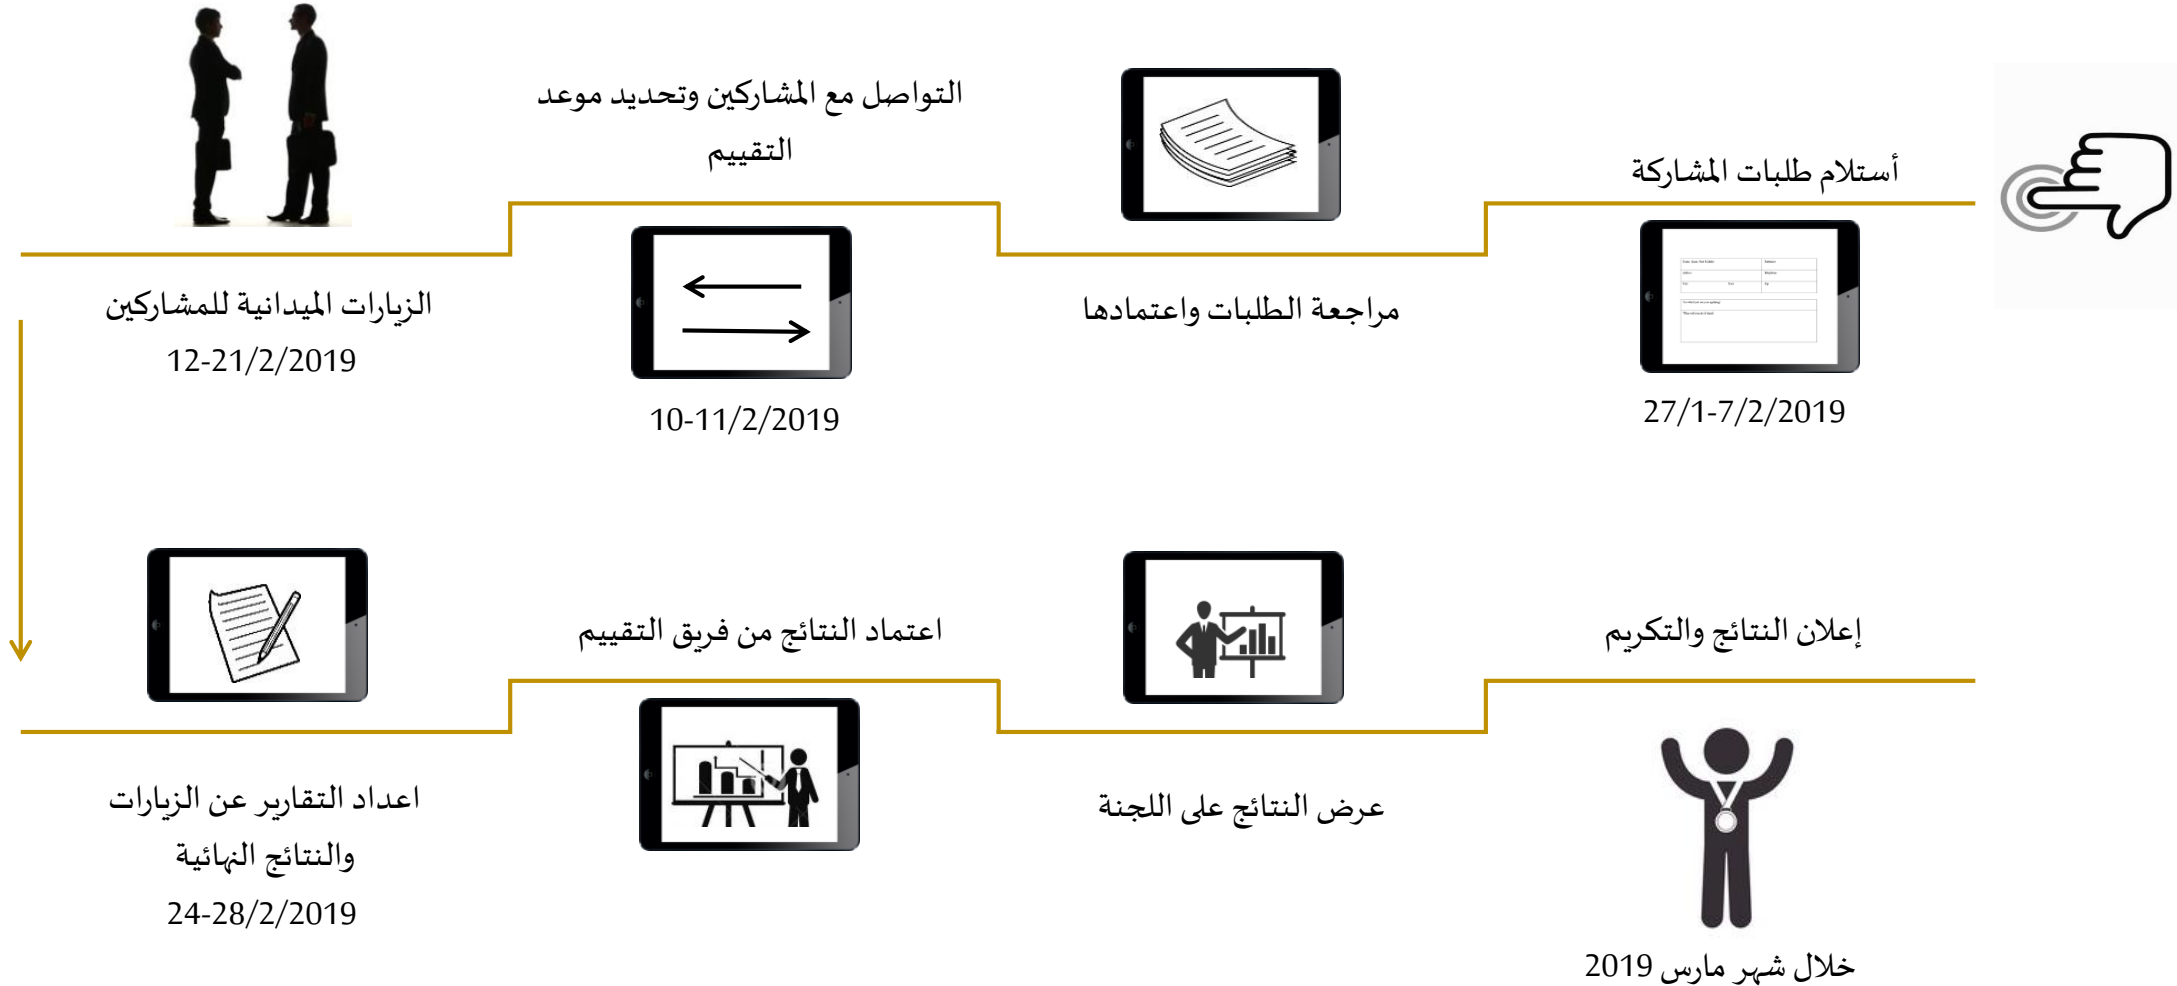 أستلام طلبات المشاركة
27/1-7/2/2019
مراجعة الطلبات واعتمادها
التواصل مع المشاركين وتحديد موعد
التقييم
10-11/2/2019
الزيارات الميدانية للمشاركين
12-21/2/2019
اعداد التقارير عن الزيارات
والنتائج النهائية
24-28/2/2019
اعتماد النتائج من فريق التقييم
عرض النتائج على اللجنة
إعلان النتائج والتكريم
خلال شهر مارس 2019